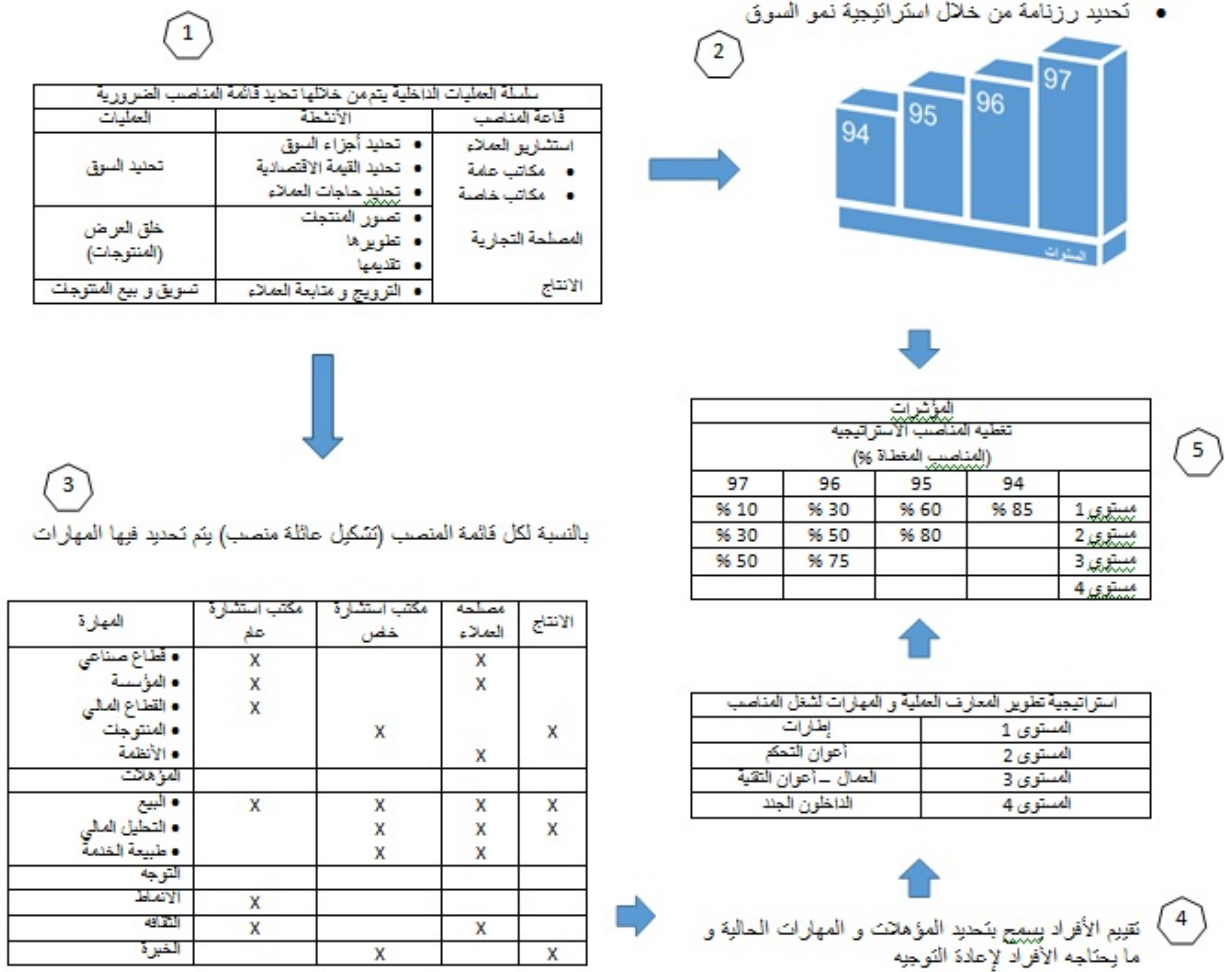 1
سلسلة العمليات الداخلية يتم من خلالها تحديد قائمة المناصب الضرورية
قاعة المناصب	الأنشطة	العمليات
استشاريو العملاء
• مكاتب عامة
• مكاتب خاصة
المصلحة التجارية
الانتاج
• تحديد أجزاء السوق
• تحديد القيمة الاقتصادية
• تحديد حاجات العملاء
تحديد السوق
• تصور المنتجات
• تطويرها
• تقديمها
خلق العرض
(المنتوجات)
• الترويج و متابعة العملاء
تسويق و بيع المنتوجات
• تحديد رزنامة من خلال استراتيجية نمو السوق
2
94 95 96 97
السنوات
3
بالنسبة لكل قائمة المنصب (تشكيل عائلة منصب) يتم تحديد فيها المهارات
المهارة	مكتب استشارة عام	مكتب استشارة خاص	مصلحه العملاء	الانتاج
• قطاع صناعي	X		X
• المؤسسة	X		X
• القطاع المالي	X
• المنتوجات		X		X
• الأنظمة			X
المؤهلات
• البيع	X	X	X	X
• التحليل المالي		X	X	X
• طبيعة الخدمة		X	X
التوجه
الانماط	X
الثقافه	X		X
الخبرة		X		X
4
تقييم الأفراد يسمح بتحديد المؤهلات و المهارات الحالية و
ما يحتاجه الأفراد لإعادة التوجيه
استراتيجية تطوير المعارف العملية و المهارات لشغل المناصب
المستوى 1	إطارات
المستوى 2	أعوان التحكم
المستوى 3	العمال – أعوان التقنية
المستوى 4	الداخلون الجدد
5
المؤشرات
تغطيه المناصب الاستراتيجيه
(المناصب المغطاة %)
94	95	96	97
مستوى 1	85 %	60 %	30 %	10 %
مستوى 2		80 %	50 %	30 %
مستوى 3			75 %	50 %
مستوى 4